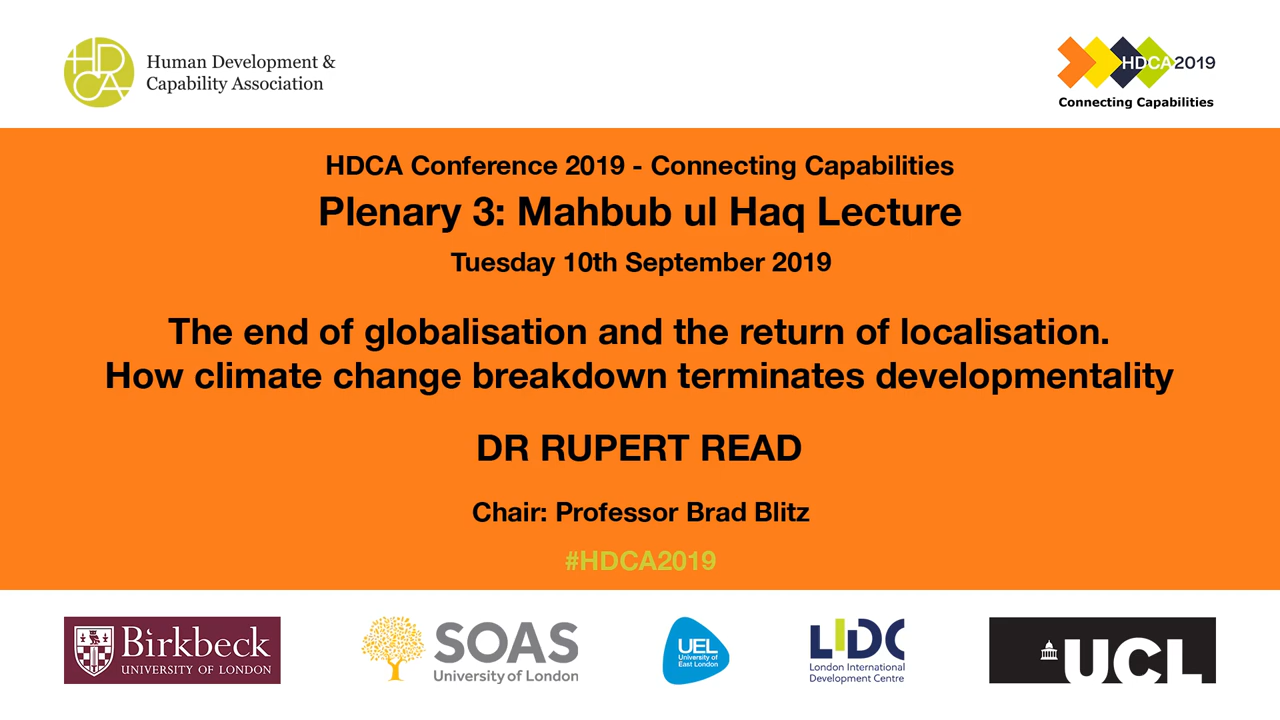 HDCA
Human Development &
Capability Association
HDCA2019
Connecting Capabilities
HDCA Conference 2019 - Connecting Capabilities
Plenary 3: Mahbub ul Haq Lecture
Tuesday 10th September 2019
The end of globalisation and the return of localisation.
How climate change breakdown terminates developmentality
DR RUPERT READ
Chair: Professor Brad Blitz
#HDCA2019
Birkbeck
UNIVERSITY OF LONDON
SOAS
University of London
UEL
University of
East London
LIDC
London International
Development Centre
UCL